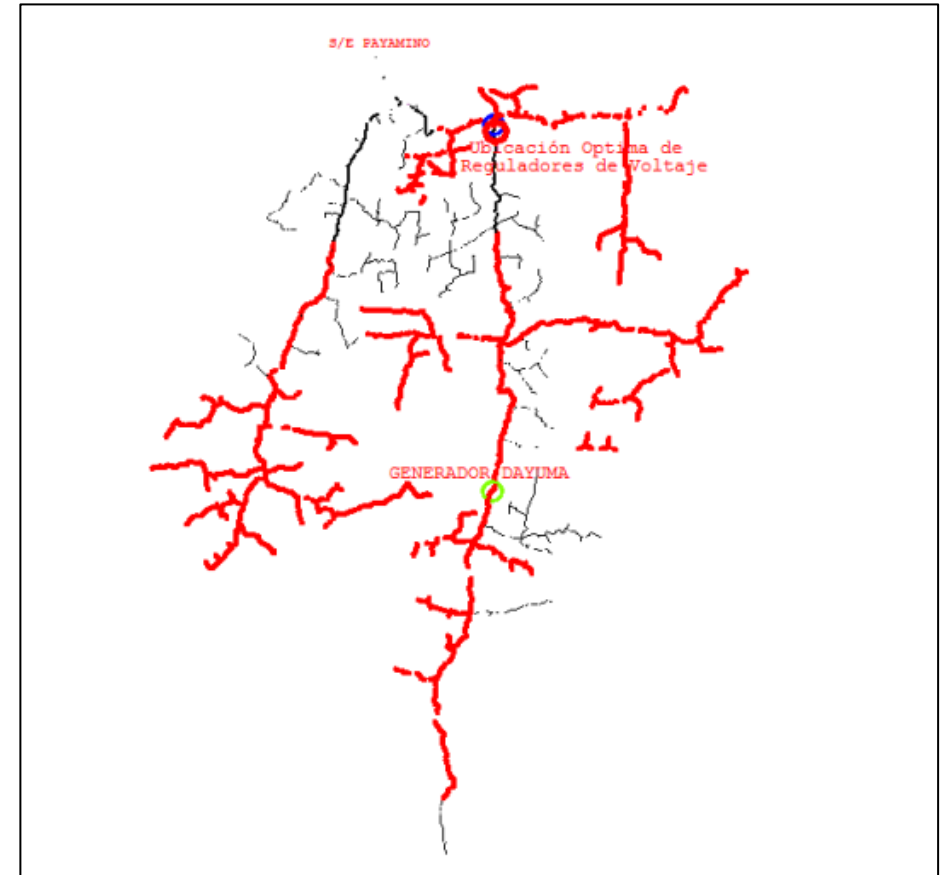 S/E PAYAMINO
Ubicación Optima de
Reguladores de Voltaje
GENERADOR DAYUMA